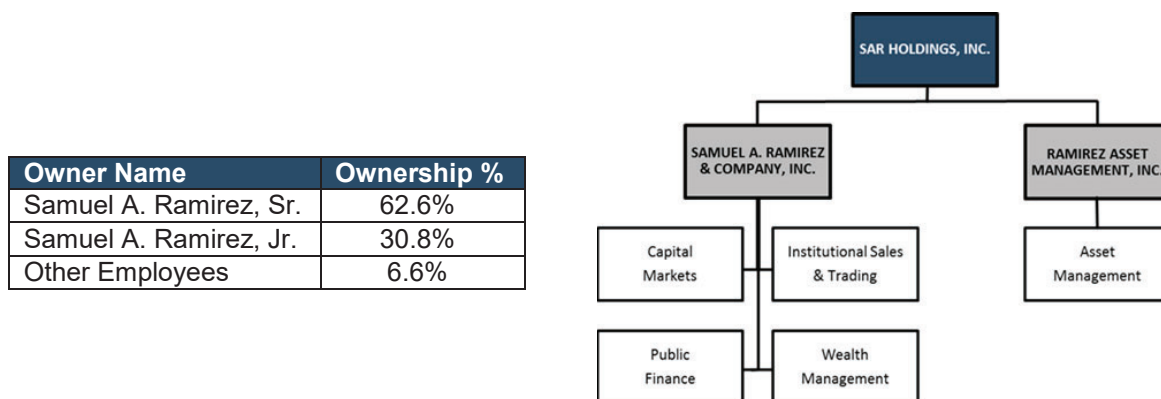 Owner Name Ownership %
Samuel A. Ramirez, Sr. 62.6%
Samuel A. Ramirez, Jr. 30.8%
Other Employees 6.6%
SAR HOLDINGS, INC.
SAMUEL A. RAMIREZ
& COMPANY, INC.
RAMIREZ ASSET
MANAGEMENT, INC.
Capital
Markets
Institutional Sales
& Trading
Asset
Management
Public
Finance
Wealth
Management